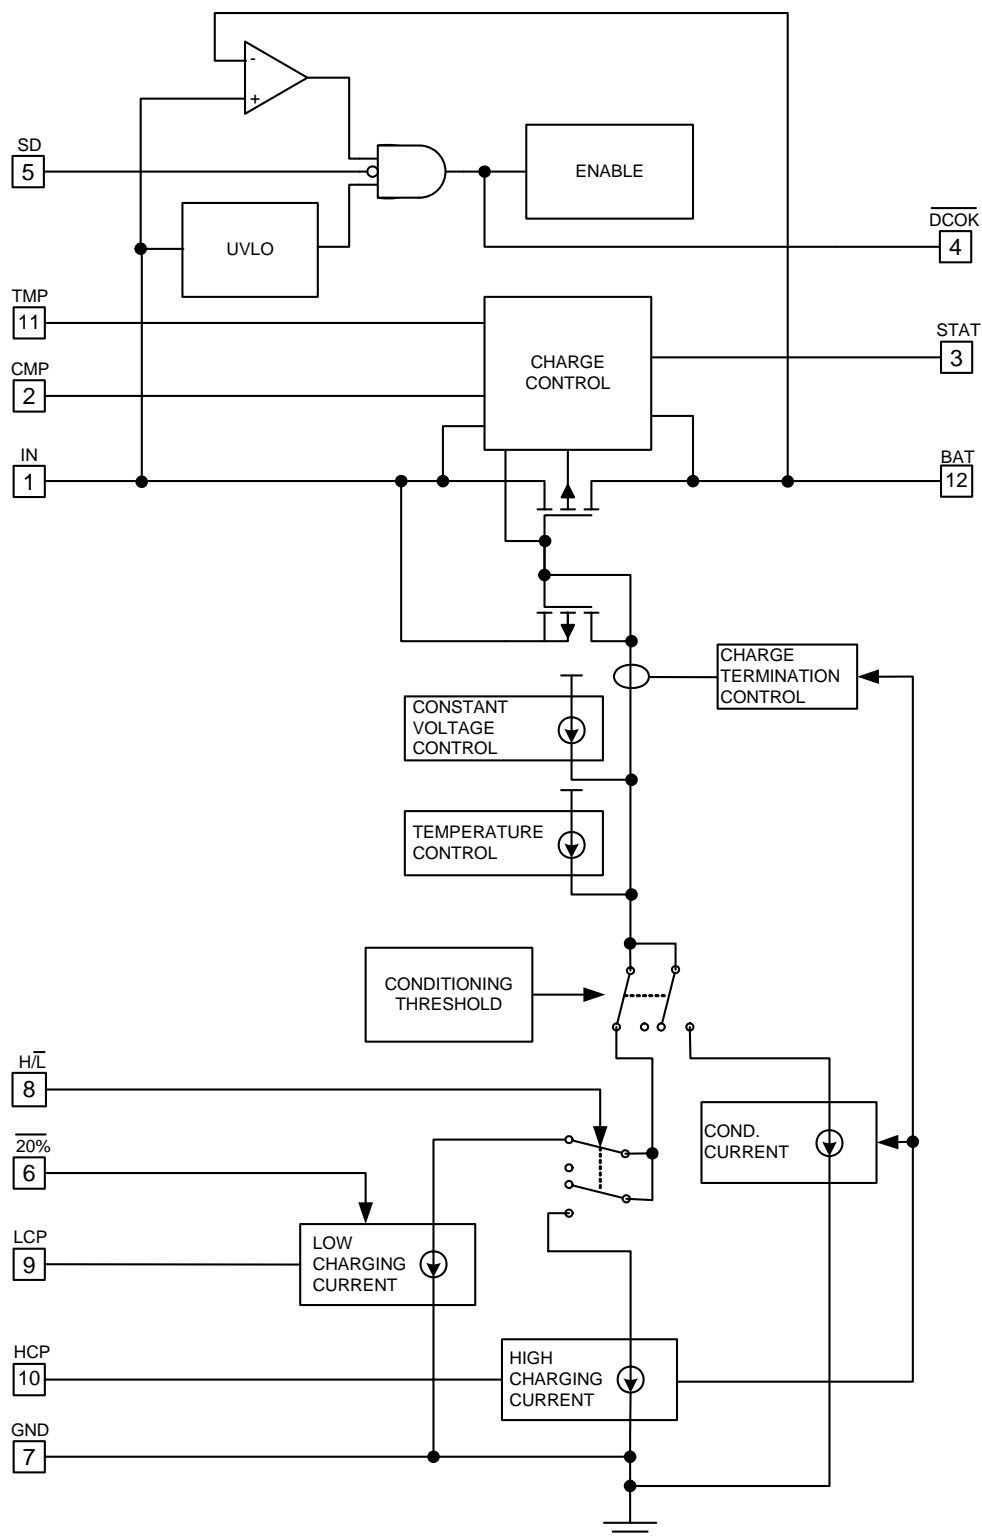 -
+
SD
5
ENABLE
UVLO
DCOK
4
TMP
11
CHARGE
CONTROL
STAT
3
CMP
2
IN
1
BAT
12
CHARGE
TERMINATION
CONTROL
CONSTANT
VOLTAGE
CONTROL
TEMPERATURE
CONTROL
CONDITIONING
THRESHOLD
H/L
8
COND.
CURRENT
20%
6
LCP
9
LOW
CHARGING
CURRENT
HCP
10
HIGH
CHARGING
CURRENT
GND
7